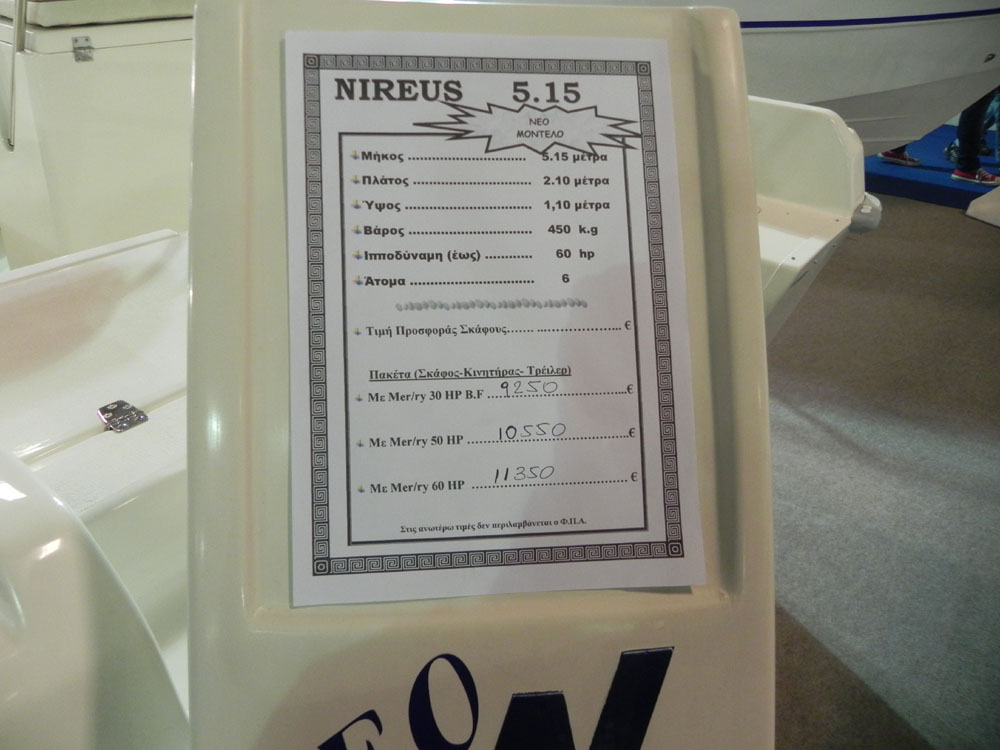 NIREUS 5.15
ΝΕΟ
ΜΟΝΤΕΛΟ
Μήκος .............................. 5.15 μέτρα
Πλάτος .............................. 2.10 μέτρα
Ύψος ................................ 1,10 μέτρα
Βάρος ............................... 450 k.g
Ιπποδύναμη (έως) ............ 60 hp
Άτομα ............................... 6
Τιμή Προσφοράς Σκάφους....... ..................... €
Πακέτα (Σκάφος-Κινητήρας- Τρέιλερ)
Με Mer/ry 30 HP B.F ...9250.................€
Με Mer/ry 50 HP .......10550................€
Με Mer/ry 60 HP .......11350................ €
Στις ανωτέρω τιμές δεν περιλαμβάνεται ο Φ.Π.Α.